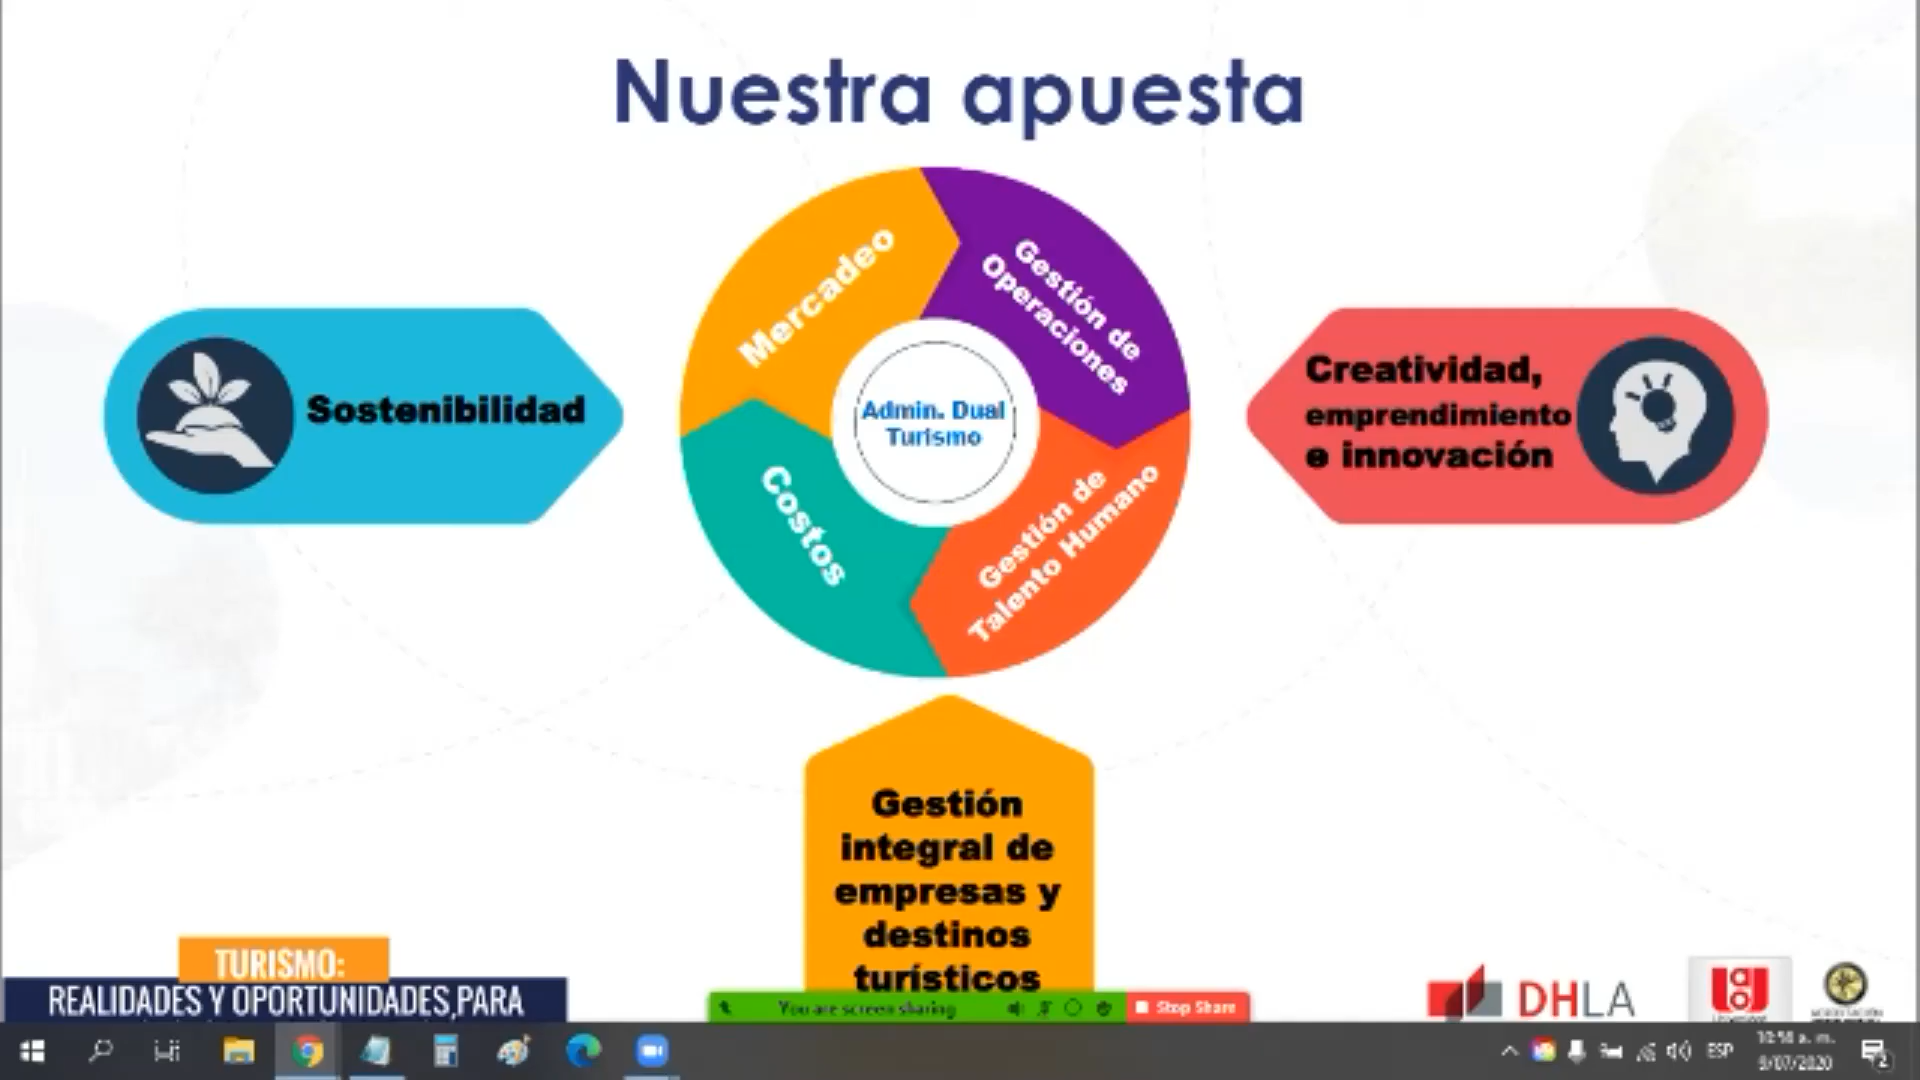 Nuestra apuesta
Mercadeo
Gestión de
Operaciones
Sostenibilidad
Admin. Dual
Turismo
Creatividad,
emprendimiento
e innovación
Costos
Gestión de
Talento Humano
Gestión
integral de
empresas y
destinos
turísticos
TURISMO:
REALIDADES Y OPORTUNIDADES,PARA
You are screen sharing
Stop Share
DHLA
ESP
9/07/2020
2